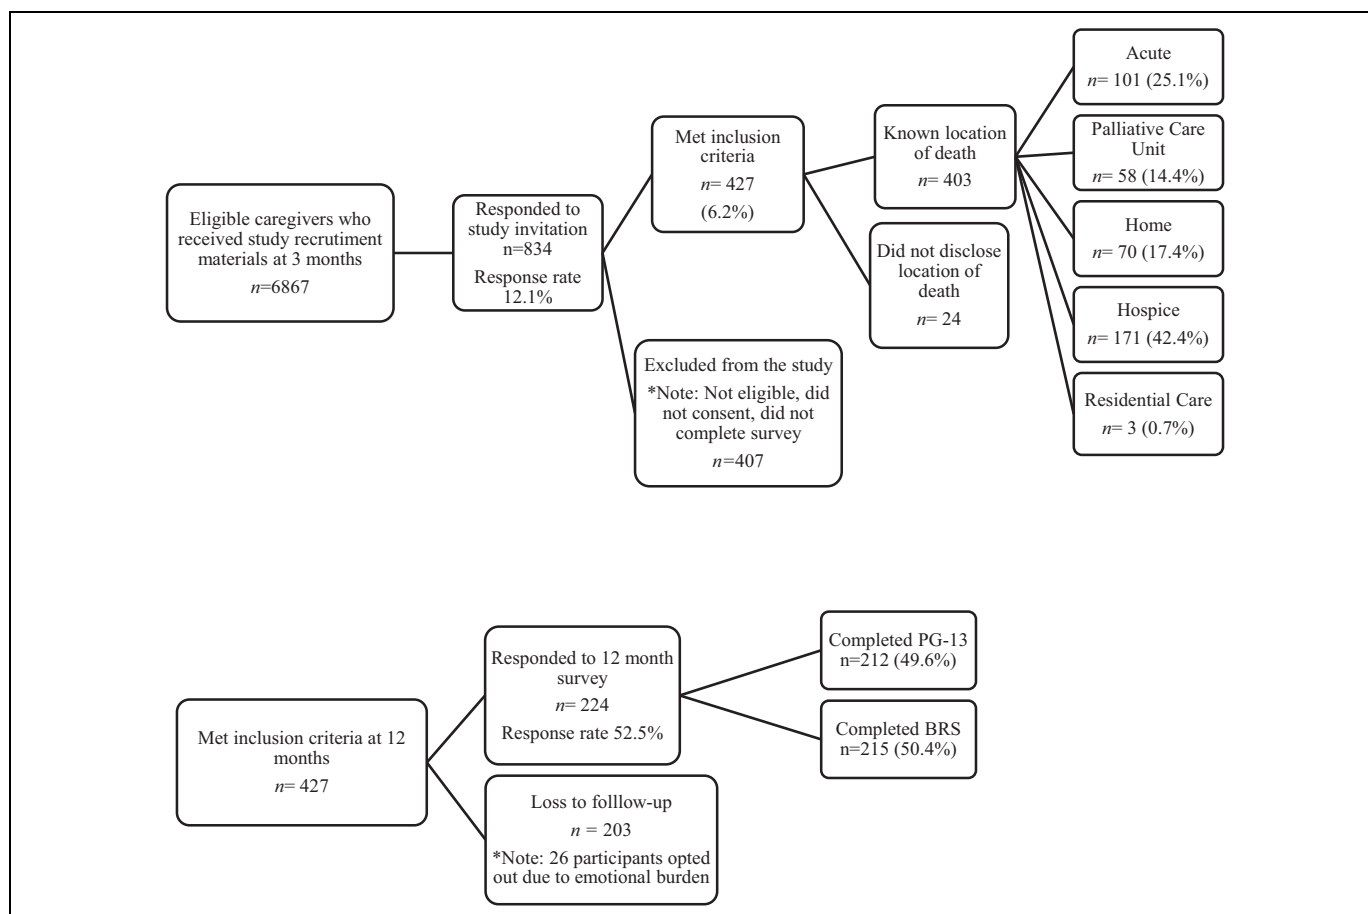 Eligible caregivers who
received study recrutiment
materials at 3 months
n=6867
Responded to
study invitation
n=834
Response rate
12.1%
Met inclusion
criteria
n= 427
(6.2%)
Excluded from the study
*Note: Not eligible, did
not consent, did not
complete survey
n=407
Known location
of death
n= 403
Did not disclose
location of
death
n= 24
Acute
n= 101 (25.1%)
Palliative Care
Unit
n= 58 (14.4%)
Home
n= 70 (17.4%)
Hospice
n= 171 (42.4%)
Residential Care
n= 3 (0.7%)
Met inclusion criteria at 12
months
n= 427
Responded to 12 month
survey
n= 224
Response rate 52.5%
Loss to folllow-up
n = 203
*Note: 26 participants opted
out due to emotional burden
Completed PG-13
n=212 (49.6%)
Completed BRS
n=215 (50.4%)